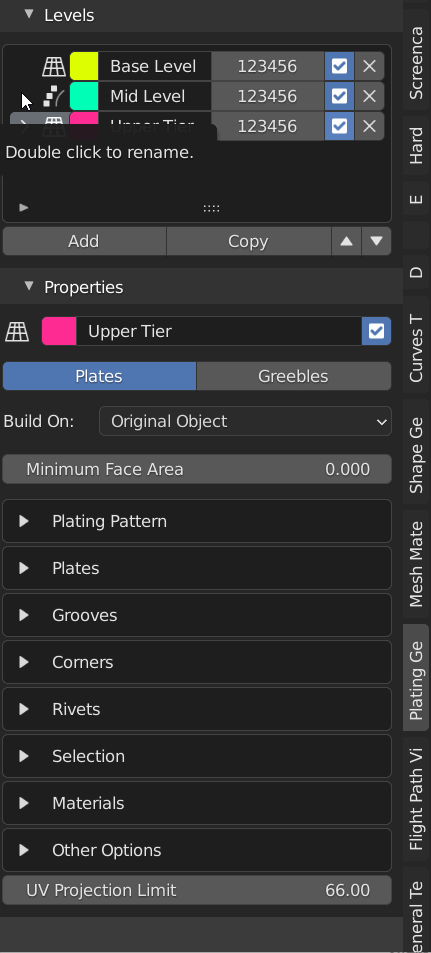 Levels
Base Level 123456
Mid Level 123456
Upper Tier 123456
Double click to rename.
Add Copy
Properties
Upper Tier
Plates Greebles
Build On: Original Object
Minimum Face Area 0.000
Plating Pattern
Plates
Grooves
Corners
Rivets
Selection
Materials
Other Options
UV Projection Limit 66.00
Screenca
Hard
E
D
Curves T
Shape Ge
Mesh Mate
Plating Ge
Flight Path Vi
eneral Te